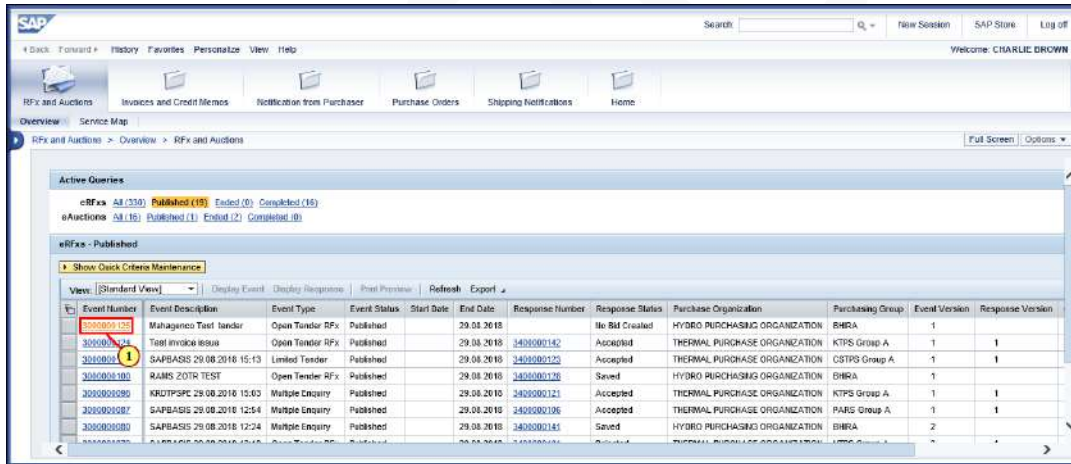 SAP Search: New Session SAP Store Log off
Back Forward History Favorites Personalize View Help Welcome: CHARLIE BROWN
RFx and Auctions Invoices and Credit Memos Notification from Purchaser Purchase Orders Shipping Notifications Home
Overview Service Map
RFx and Auctions > Overview > RFx and Auctions Full Screen Options
Active Queries
eRFxs All (330) Published (19) Ended (0) Completed (16)
eAuctions All (16) Published (1) Ended (2) Completed (0)
eRFxs - Published
Show Quick Criteria Maintenance
View: [Standard View] Display Event Display Response Print Preview Refresh Export
Event Number Event Description Event Type Event Status Start Date End Date Response Number Response Status Purchase Organization Purchasing Group Event Version Response Version
3000000125 Mahagenco Test tender Open Tender RFx Published 29.08.2018 No Bid Created HYDRO PURCHASING ORGANIZATION BHIRA 1
Test invoice issue Open Tender RFx Published 29.08.2018 3400000142 Accepted THERMAL PURCHASE ORGANIZATION KTPS Group A 1 1
1 SAPBASIS 29.08.2018 15:13 Limited Tender Published 29.08.2018 3400000123 Accepted THERMAL PURCHASE ORGANIZATION CSTPS Group A 1 1
3000000100 RAMS ZOTR TEST Open Tender RFx Published 29.08.2018 3400000128 Saved HYDRO PURCHASING ORGANIZATION BHIRA 1
3000000096 KRDTPSPE 29.08.2018 15:03 Multiple Enquiry Published 29.08.2018 3400000121 Accepted THERMAL PURCHASE ORGANIZATION KTPS Group A 1 1
3000000087 SAPBASIS 29.08.2018 12:54 Multiple Enquiry Published 29.08.2018 3400000106 Accepted THERMAL PURCHASE ORGANIZATION PARS Group A 1 1
3000000080 SAPBASIS 29.08.2018 12:24 Multiple Enquiry Published 29.08.2018 3400000141 Saved HYDRO PURCHASING ORGANIZATION BHIRA 2